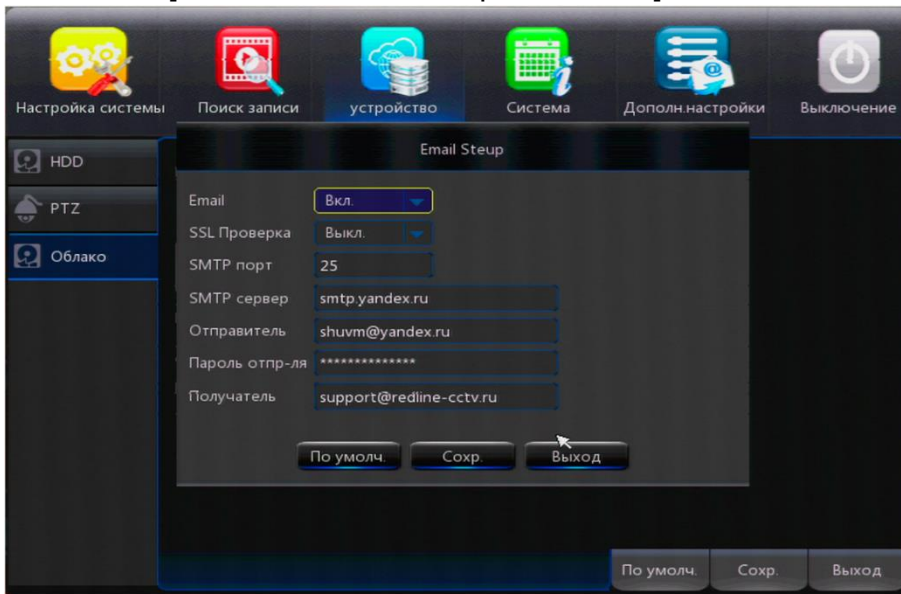 Настройка системы
Поиск записи
устройство
Система
Дополн.настройки
Выключение
HDD
PTZ
Облако
Email Steup
Email Вкл.
SSL Проверка Выкл.
SMTP порт 25
SMTP сервер smtp.yandex.ru
Отправитель shuvm@yandex.ru
Пароль отпр-ля **************
Получатель support@redline-cctv.ru
По умолч. Сохр. Выход
По умолч. Сохр. Выход